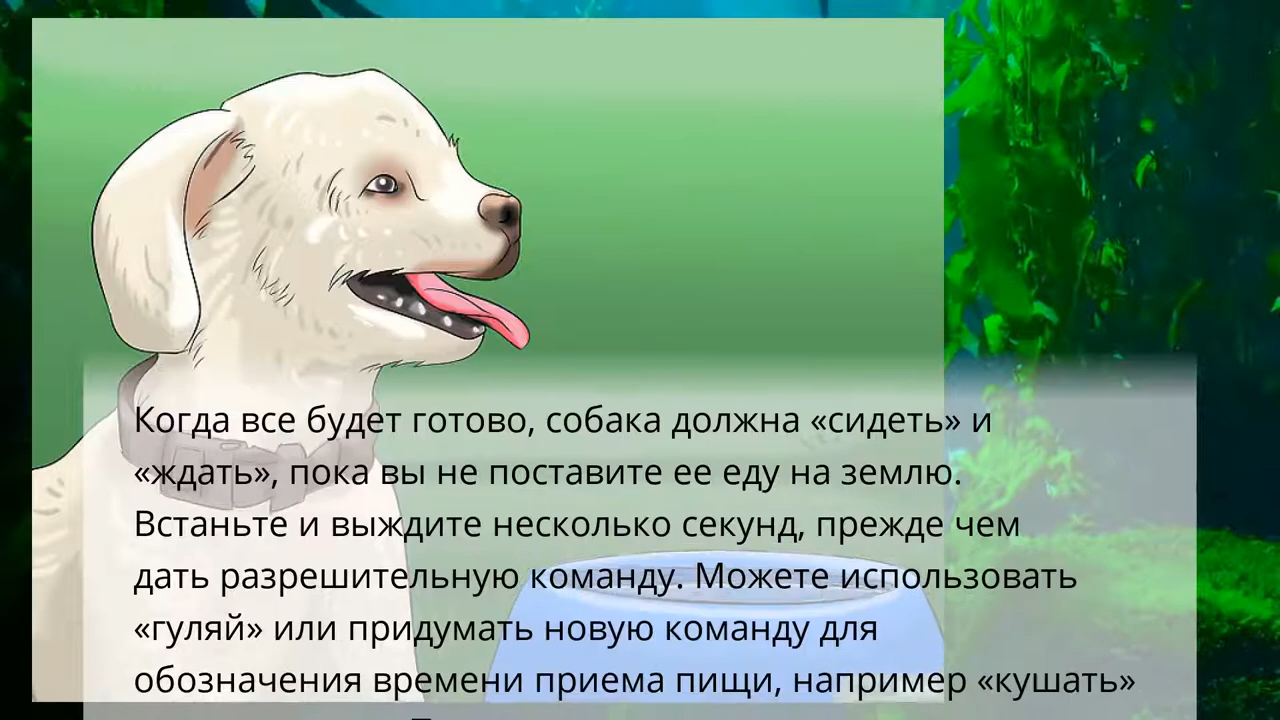 Когда все будет готово, собака должна «сидеть» и
«ждать», пока вы не поставите ее еду на землю.
Встаньте и выждите несколько секунд, прежде чем
дать разрешительную команду. Можете использовать
«гуляй» или придумать новую команду для
обозначения времени приема пищи, например «кушать»